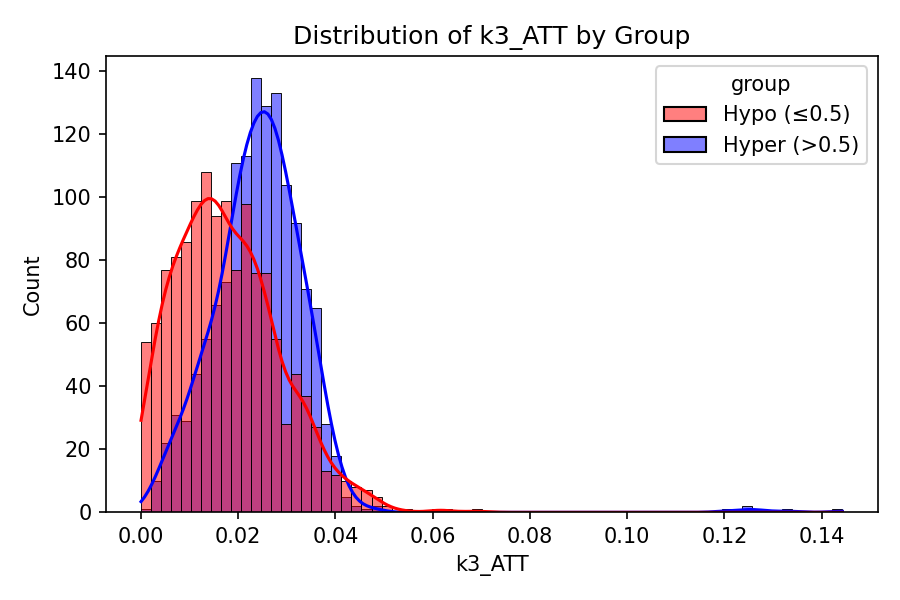 Distribution of k3_ATT by Group
group
Hypo (≤0.5)
Hyper (>0.5)
Count
140
120
100
80
60
40
20
0
0.00 0.02 0.04 0.06 0.08 0.10 0.12 0.14
k3_ATT